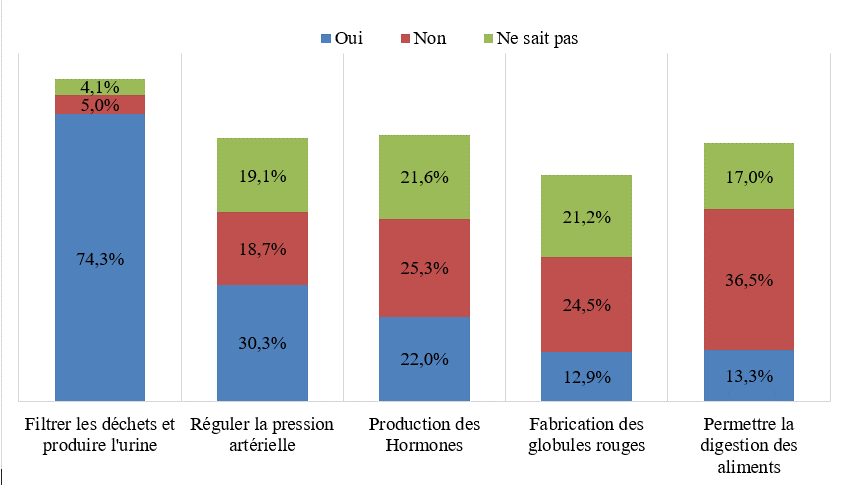 Oui Non Ne sait pas
4,1%
5,0%
74,3%
19,1%
18,7%
30,3%
21,6%
25,3%
22,0%
21,2%
24,5%
12,9%
17,0%
36,5%
13,3%
Filtrer les déchets et
produire l'urine
Réguler la pression
artérielle
Production des
Hormones
Fabrication des
globules rouges
Permettre la
digestion des
aliments